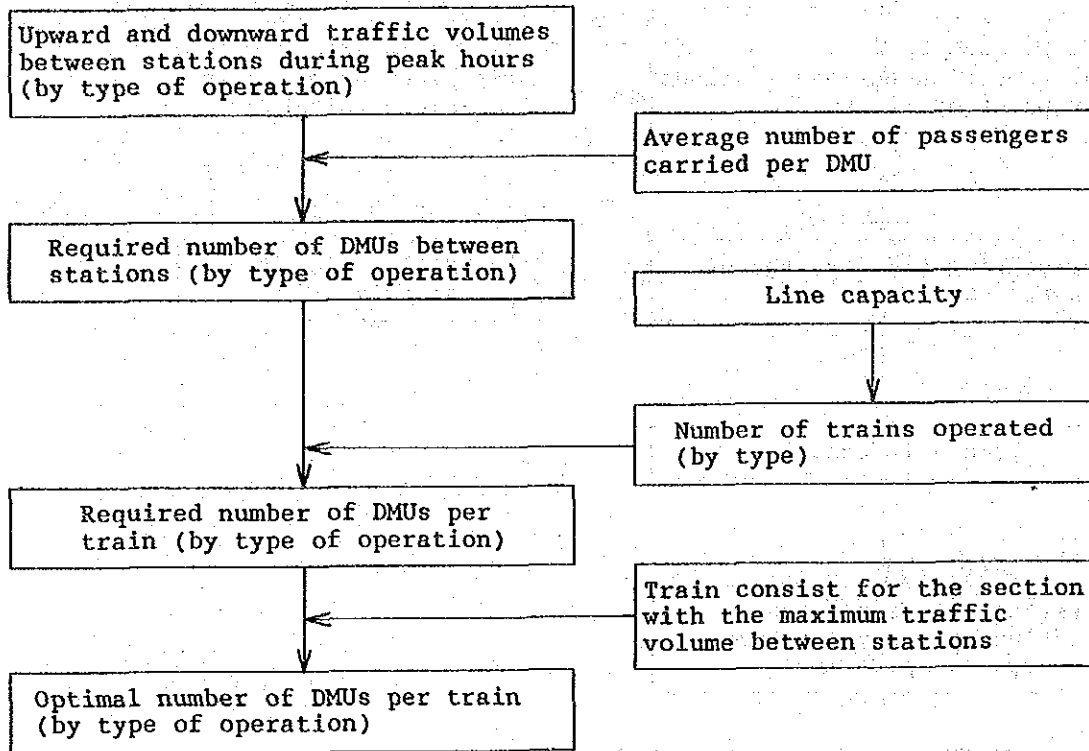 Upward and downward traffic volumes
between stations during peak hours
(by type of operation)
Average number of passengers
carried per DMU
Required number of DMUs between
stations (by type of operation)
Line capacity
Number of trains operated
(by type)
Required number of DMUs per
train (by type of operation)
Train consist for the section
with the maximum traffic
volume between stations
Optimal number of DMUs per train
(by type of operation)